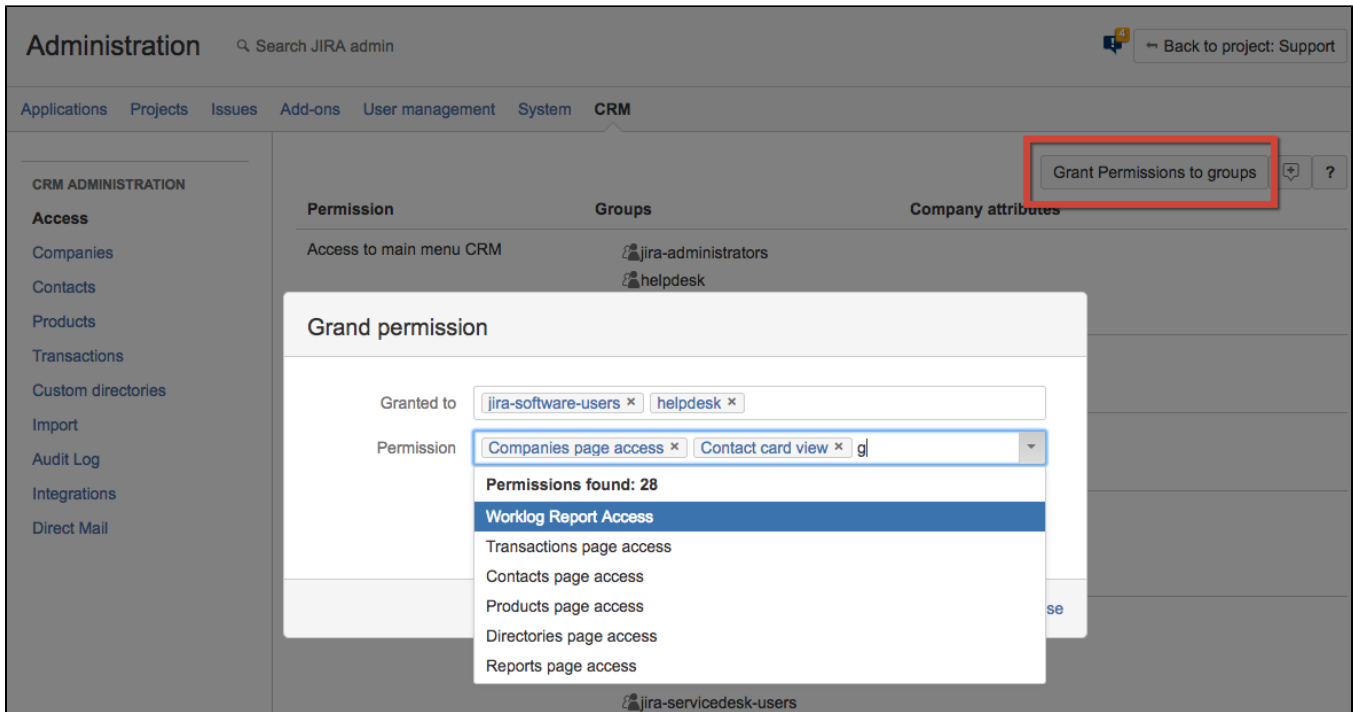 Administration Search JIRA admin 4 Back to project: Support
Applications Projects Issues Add-ons User management System CRM
Grant Permissions to groups ?
CRM ADMINISTRATION
Permission Groups Company attributes
Access
Access to main menu CRM jira-administrators
Companies
helpdesk
Contacts
Products
Grand permission
Transactions
Custom directories
Granted to jira-software-users × helpdesk ×
Import
Permission Companies page access × Contact card view × g
Audit Log
Permissions found: 28
Integrations
Worklog Report Access
Direct Mail
Transactions page access
Contacts page access
Products page access
se
Directories page access
Reports page access
jira-servicedesk-users